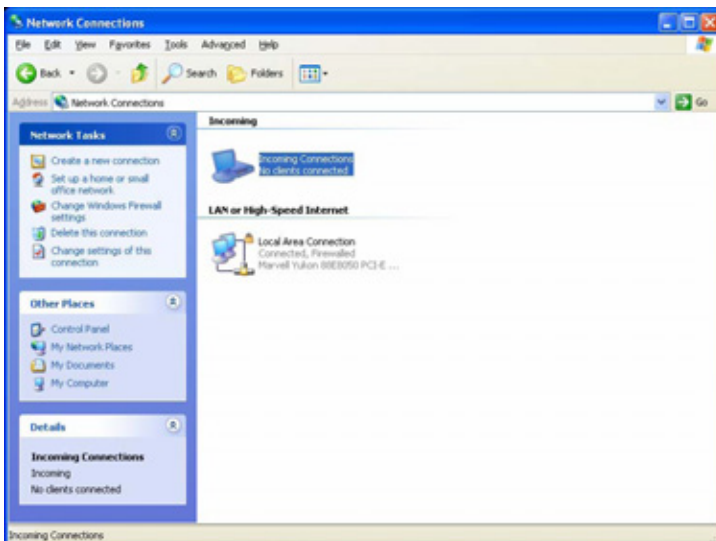 Network Connections
File Edit View Favorites Tools Advanced Help
Back Search Folders
Address Network Connections Go
Network Tasks
Create a new connection
Set up a home or small
office network
Change Windows Firewall
settings
Delete this connection
Change settings of this
connection
Other Places
Control Panel
My Network Places
My Documents
My Computer
Details
Incoming Connections
Incoming
No clients connected
Incoming
Incoming Connections
No clients connected
LAN or High-Speed Internet
Local Area Connection
Connected, Firewalled
Marvell Yukon 88E8050 PCI-E ...
Incoming Connections